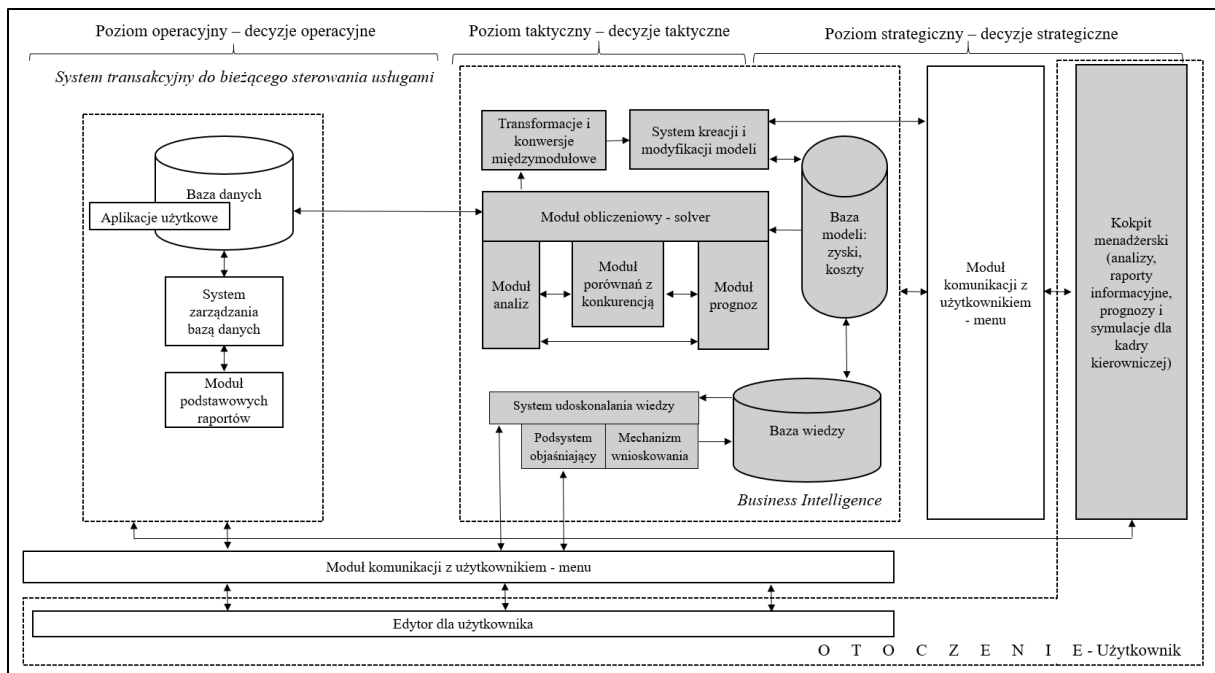 Poziom operacyjny – decyzje operacyjne
Poziom taktyczny – decyzje taktyczne
Poziom strategiczny – decyzje strategiczne
System transakcyjny do bieżącego sterowania usługami
Baza danych
Aplikacje użytkowe
System
zarządzania
bazą danych
Moduł
podstawowych
raportów
Transformacje i
konwersje
międzymodułowe
System kreacji i
modyfikacji modeli
Moduł obliczeniowy - solver
Moduł
analiz
Moduł
porównań z
konkurencją
Moduł
prognoz
Baza
modeli:
zyski,
koszty
System udoskonalania wiedzy
Podsystem
objaśniający
Mechanizm
wnioskowania
Baza wiedzy
Business Intelligence
Moduł
komunikacji z
użytkownikiem
- menu
Kokpit
menadżerski
(analizy,
raporty
informacyjne,
prognozy i
symulacje dla
kadry
kierowniczej)
Moduł komunikacji z użytkownikiem - menu
Edytor dla użytkownika
O T O C Z E N I E - Użytkownik